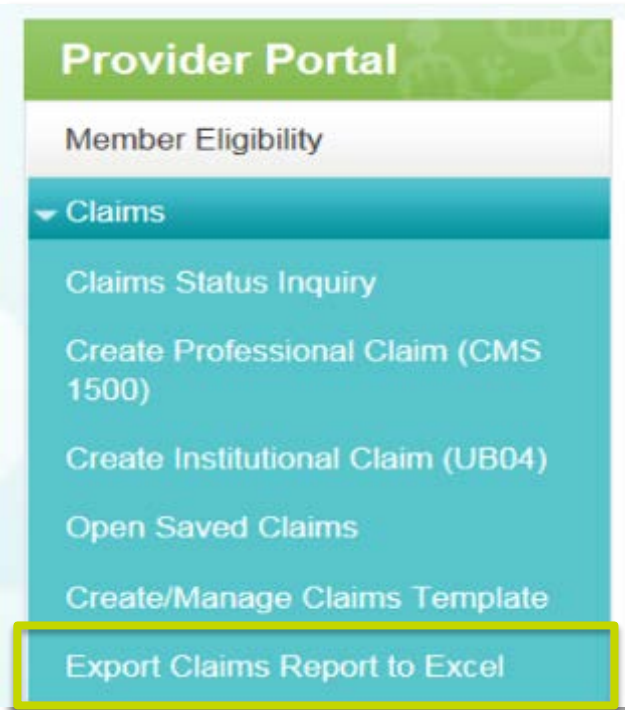 Provider Portal
Member Eligibility
Claims
Claims Status Inquiry
Create Professional Claim (CMS
1500)
Create Institutional Claim (UB04)
Open Saved Claims
Create/Manage Claims Template
Export Claims Report to Excel